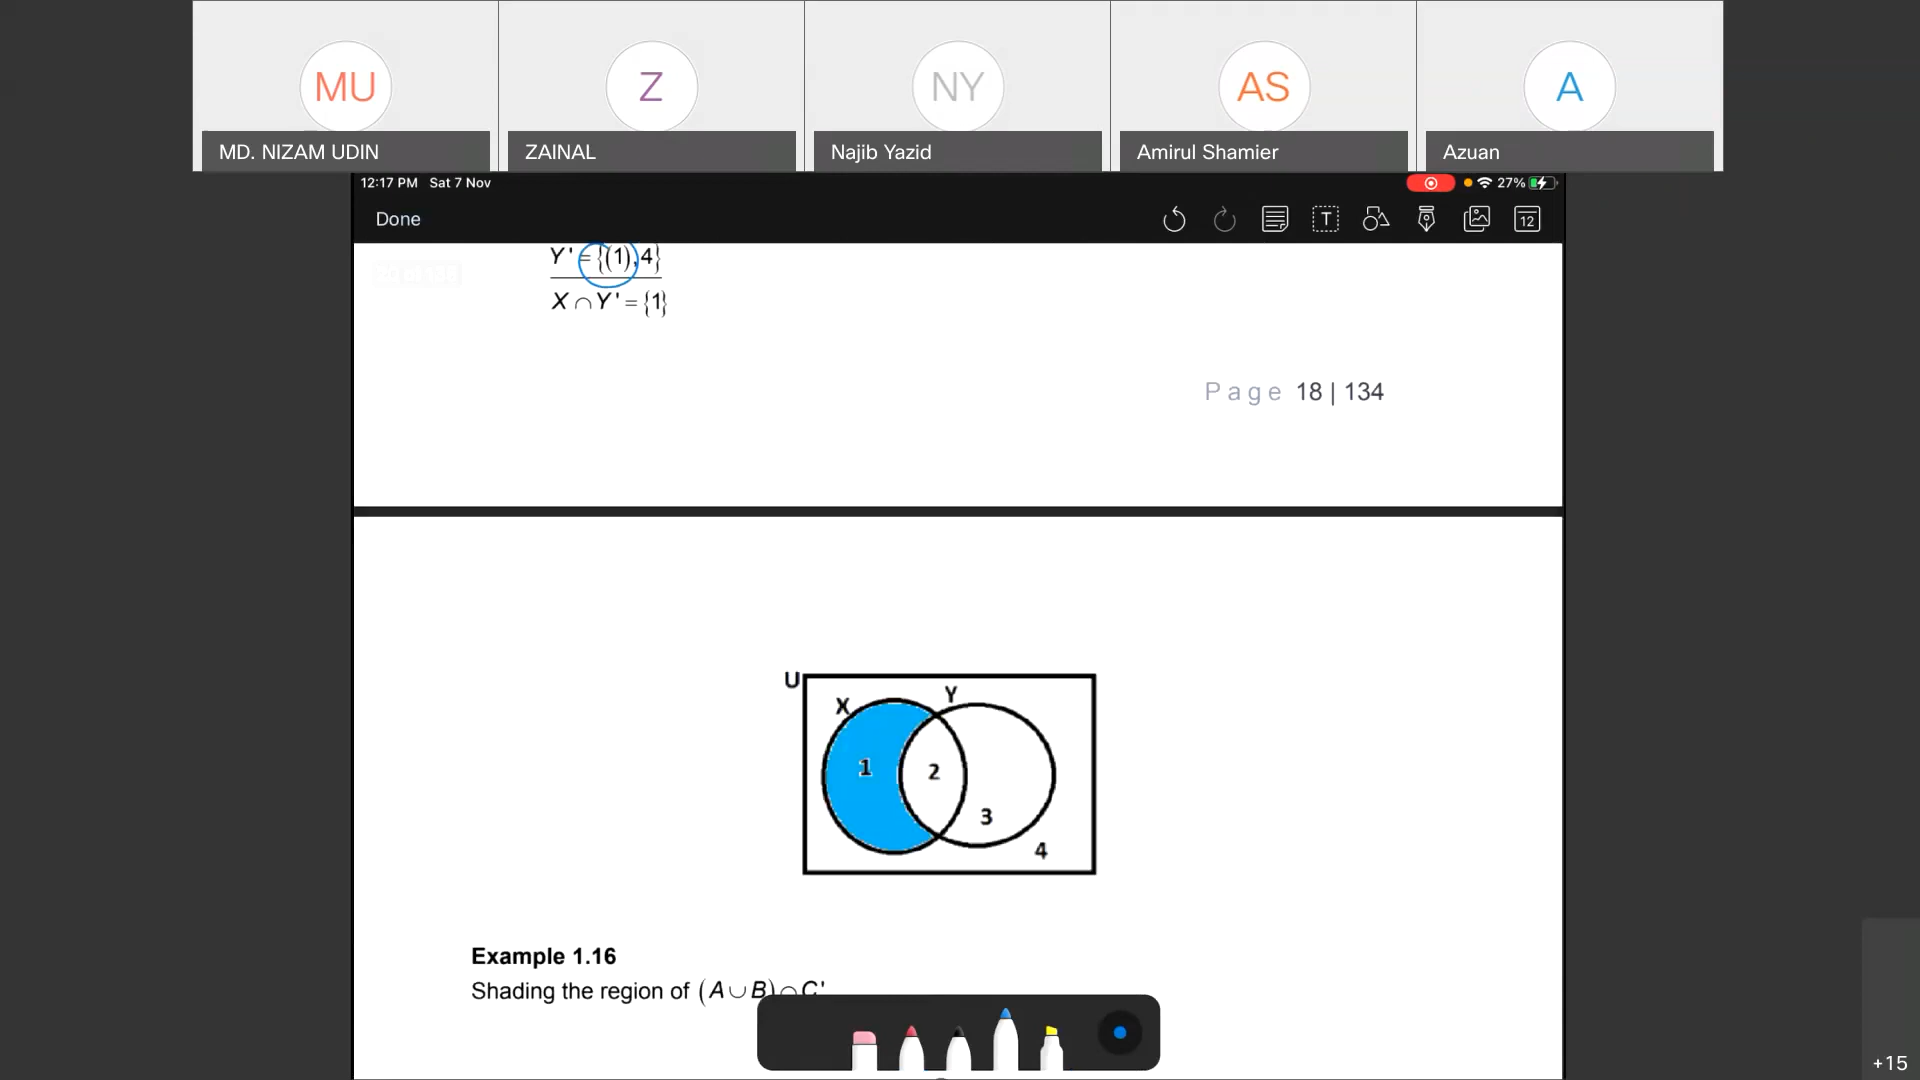 MU Z NY AS A
MD. NIZAM UDIN ZAINAL Najib Yazid Amirul Shamier Azuan
12:17 PM Sat 7 Nov 27%
Done T 12
Y' = {(1),4}
X ∩ Y' = {1}
Page 18 | 134
U
X Y
1 2
3
4
Example 1.16
Shading the region of (A ∪ B) ∩ C'
+15